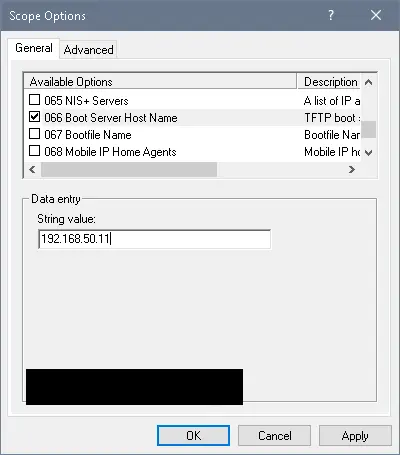 Scope Options
General
Advanced
Available Options
Description
065 NIS+ Servers
A list of IP a
066 Boot Server Host Name
TFTP boot
067 Bootfile Name
Bootfile Nar
068 Mobile IP Home Agents
Mobile IP
Data entry
String value:
192.168.50.11
OK
Cancel
Apply